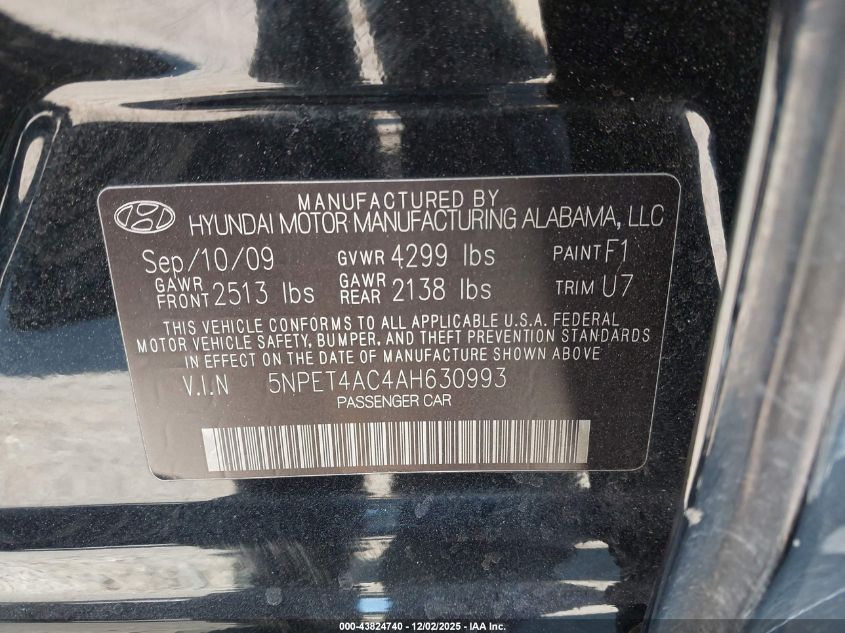 MANUFACTURED BY
HYUNDAI MOTOR MANUFACTURING ALABAMA, LLC
Sep/10/09 GVWR 4299 lbs PAINT F1
GAWR FRONT 2513 lbs GAWR REAR 2138 lbs TRIM U7
THIS VEHICLE CONFORMS TO ALL APPLICABLE U.S.A. FEDERAL
MOTOR VEHICLE SAFETY, BUMPER, AND THEFT PREVENTION STANDARDS
IN EFFECT ON THE DATE OF MANUFACTURE SHOWN ABOVE
V.I.N 5NPET4AC4AH630993
PASSENGER CAR
000-43824740 - 12/02/2025 - IAA Inc.